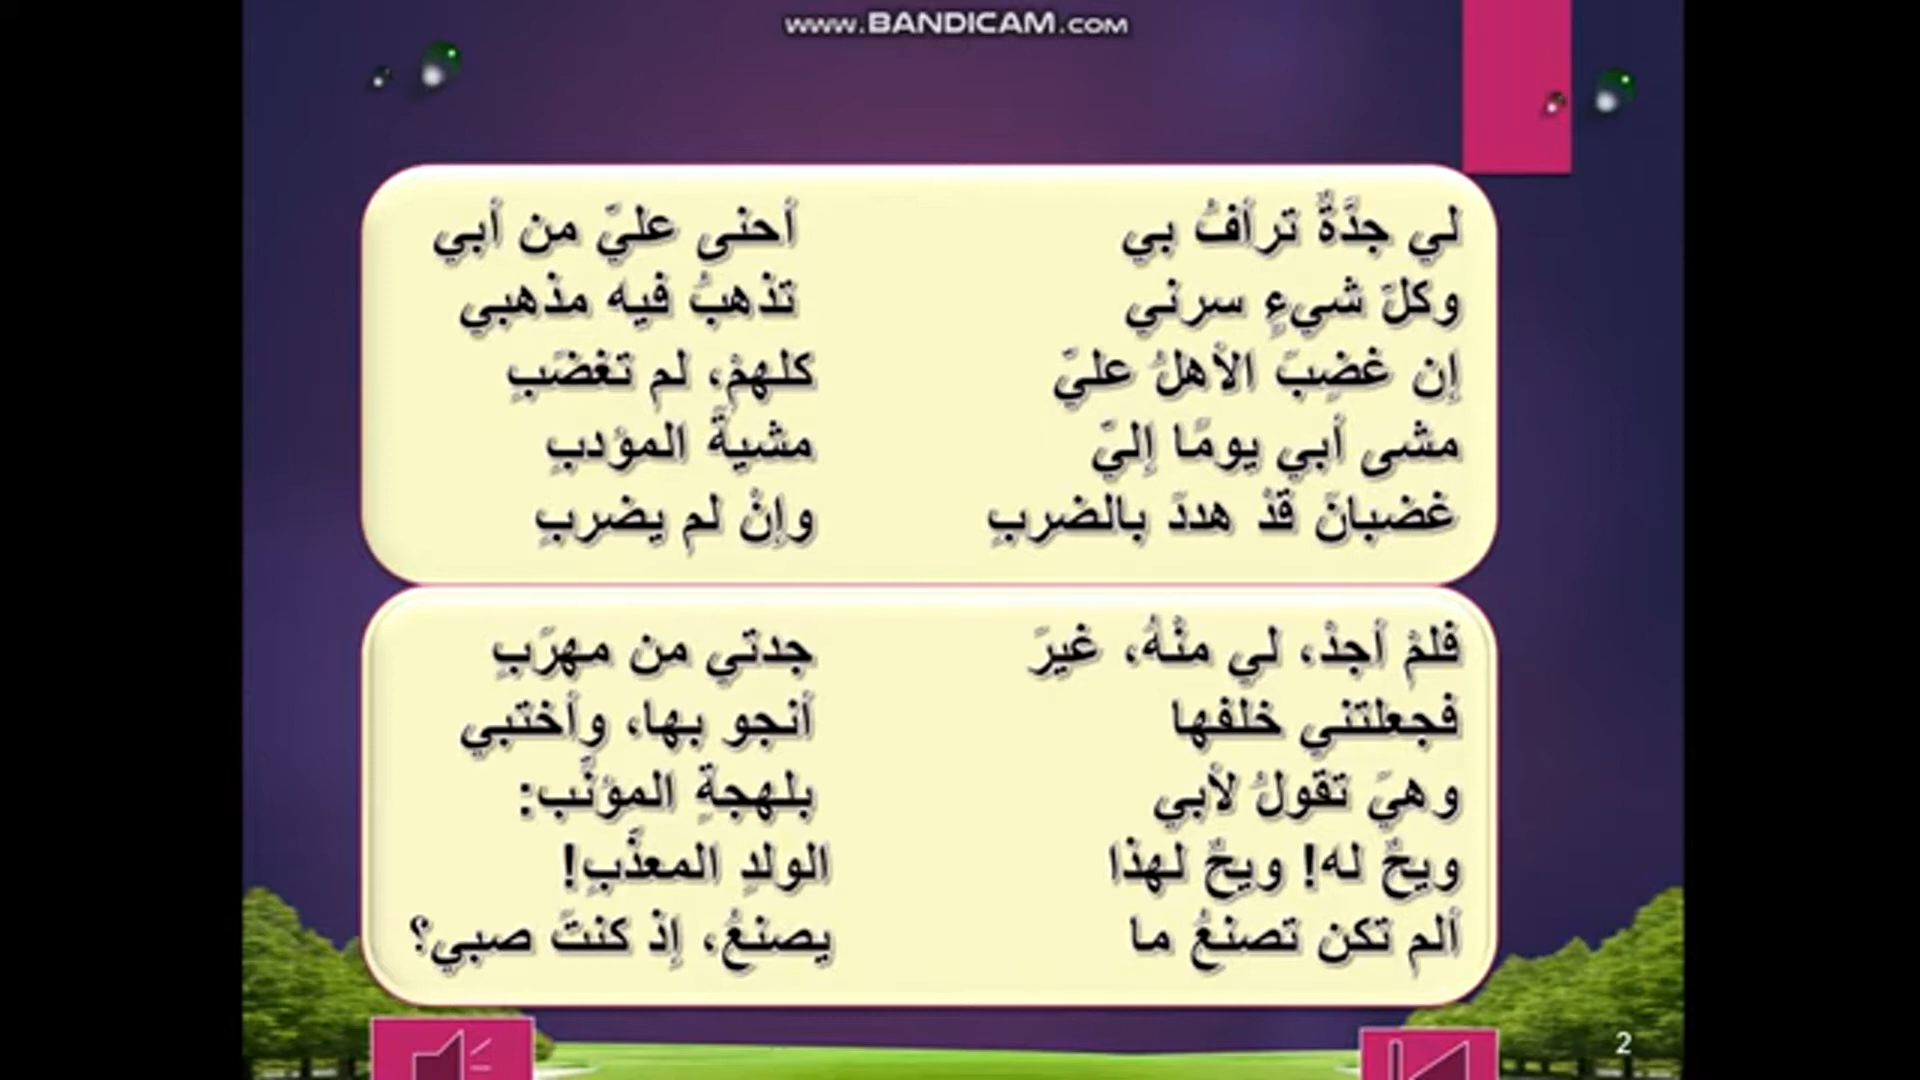 www.BANDICAM.COM
لي جدَّةٌ ترأفُ بي أحنى عليّ من أبي
وكلّ شيءٍ سرني تذهبُ فيه مذهبي
إن غضِبَ الأهلُ عليّ كلهمْ، لم تغضَبِ
مشى أبي يومًا إليّ مشيةَ المؤدبِ
غضبانَ قدْ هددَ بالضربِ وإنْ لم يضربِ
فلمْ أجدْ، لي منْهُ، غيرَ جدتي من مهرَبِ
فجعلتني خلفها أنجو بها، وأختبي
وهيَ تقولُ لأبي بلهجةِ المؤنِّب:
ويحٌ له! ويحٌ لهذا الولدِ المعذَّبِ!
ألم تكن تصنعُ ما يصنعُ، إذ كنتَ صبي؟
2